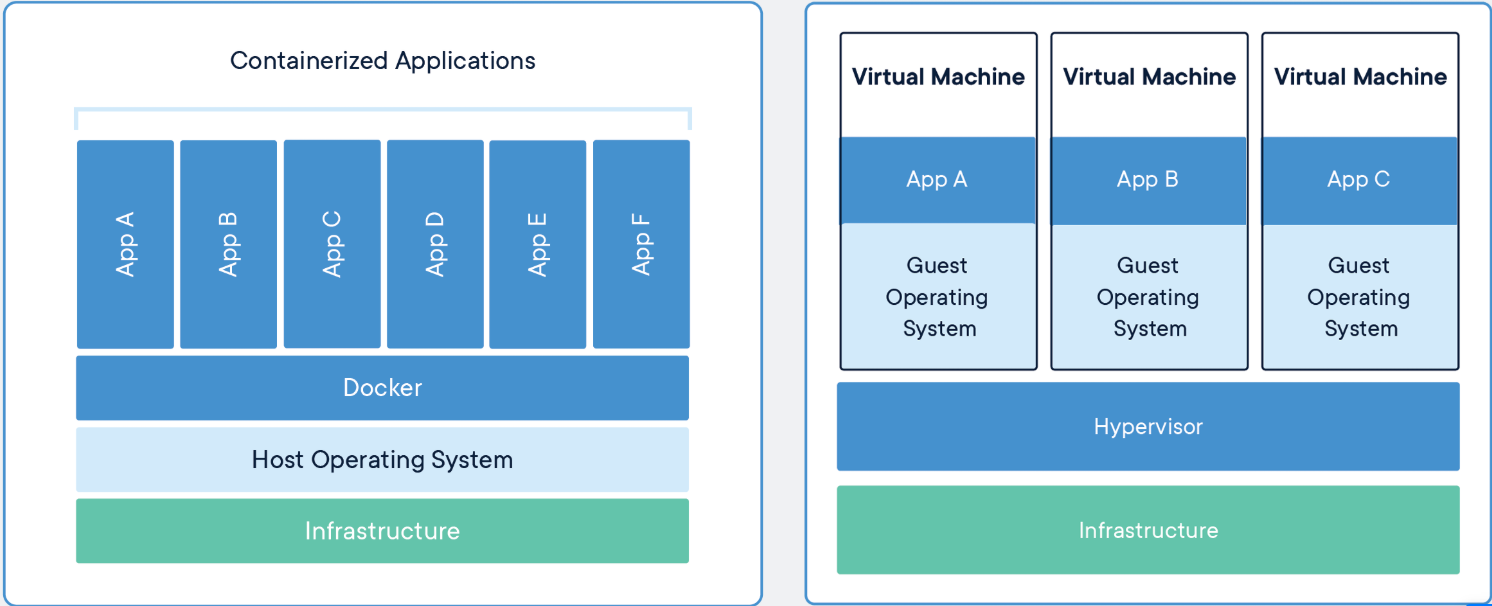 Containerized Applications
App A
App B
App C
App D
App E
App F
Docker
Host Operating System
Infrastructure
Virtual Machine
App A
Guest
Operating
System
Virtual Machine
App B
Guest
Operating
System
Virtual Machine
App C
Guest
Operating
System
Hypervisor
Infrastructure